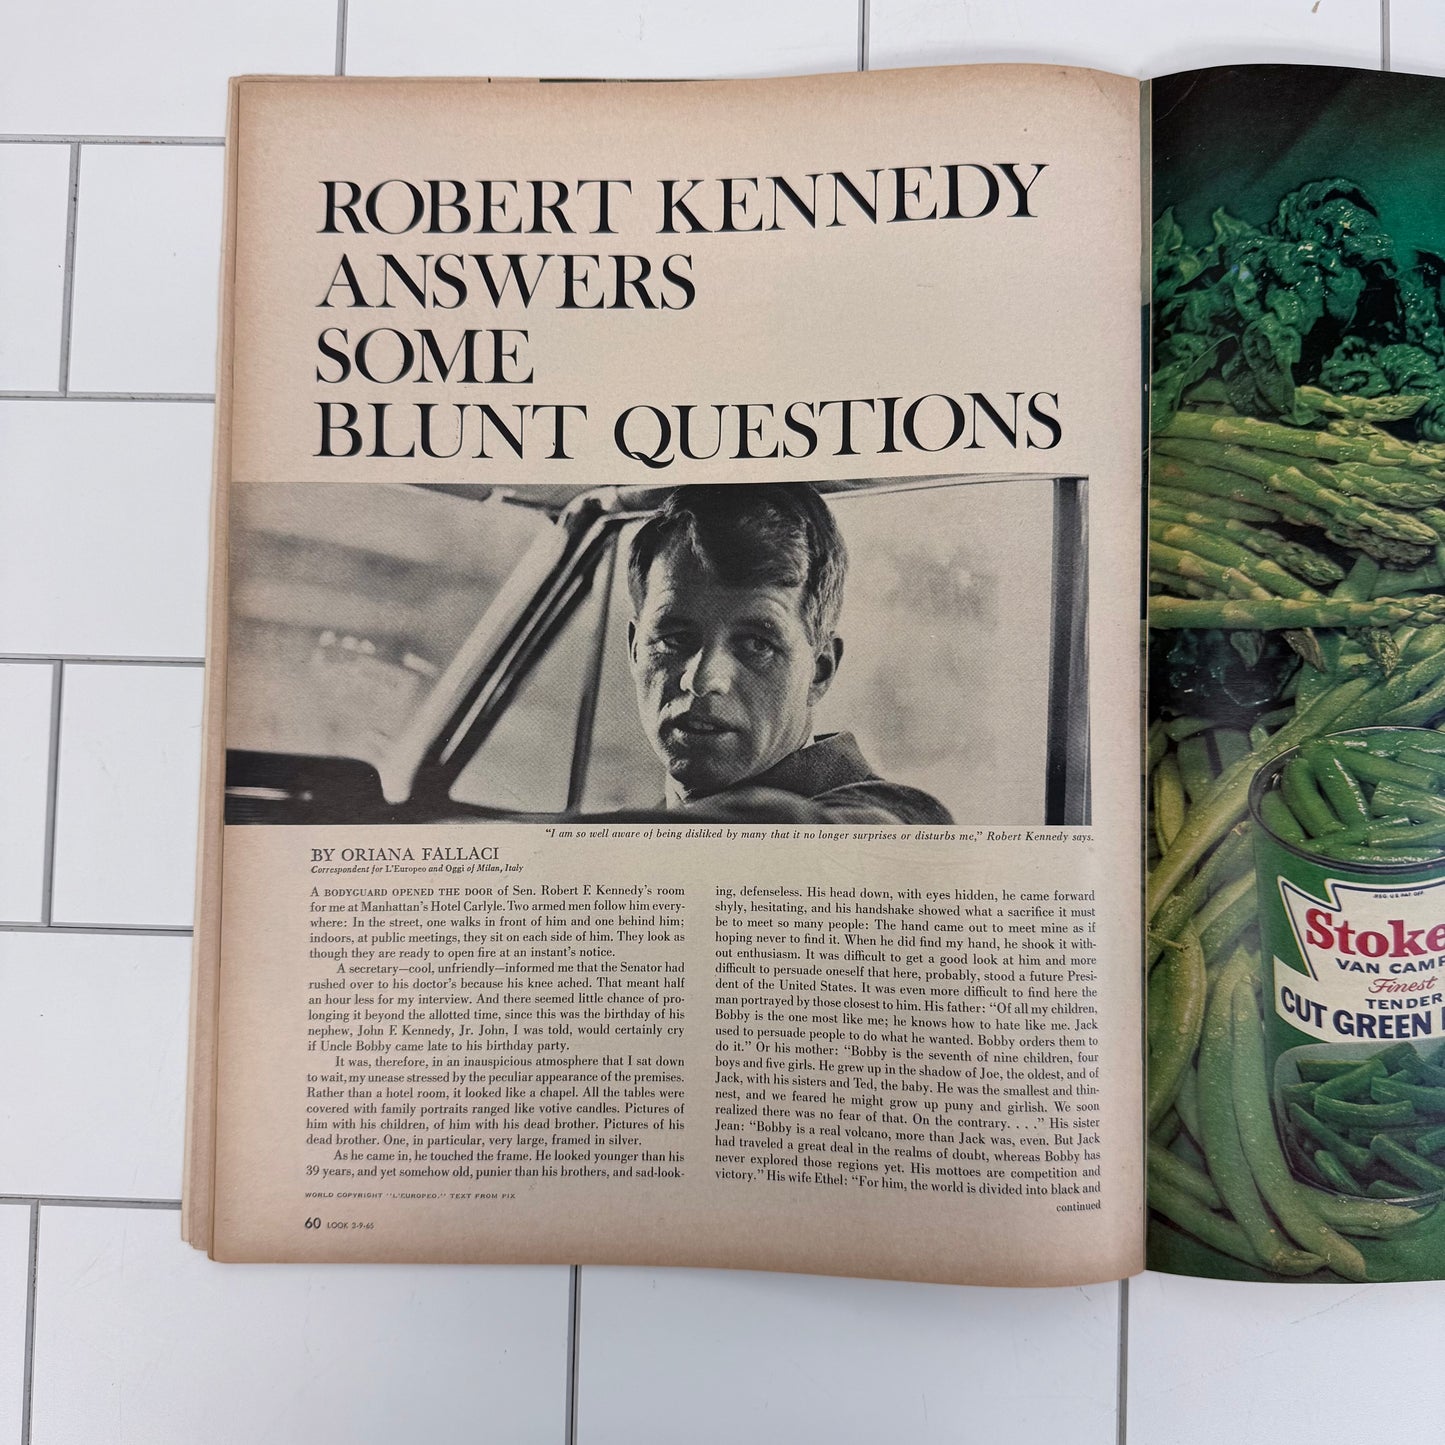 ROBERT KENNEDY
ANSWERS
SOME
BLUNT QUESTIONS
"I am so well aware of being disliked by many that it no longer surprises or disturbs me," Robert Kennedy says.
BY ORIANA FALLACI
Correspondent for L'Europeo and Oggi of Milan, Italy
A BODYGUARD OPENED THE DOOR of Sen. Robert F. Kennedy's room
for me at Manhattan's Hotel Carlyle. Two armed men follow him every-
where: In the street, one walks in front of him and one behind him;
indoors, at public meetings, they sit on each side of him. They look as
though they are ready to open fire at an instant's notice.
A secretary—cool, unfriendly—informed me that the Senator had
rushed over to his doctor's because his knee ached. That meant half
an hour less for my interview. And there seemed little chance of pro-
longing it beyond the allotted time, since this was the birthday of his
nephew, John F. Kennedy, Jr. John, I was told, would certainly cry
if Uncle Bobby came late to his birthday party.
It was, therefore, in an inauspicious atmosphere that I sat down
to wait, my unease stressed by the peculiar appearance of the premises.
Rather than a hotel room, it looked like a chapel. All the tables were
covered with family portraits ranged like votive candles. Pictures of
him with his children, of him with his dead brother. Pictures of his
dead brother. One, in particular, very large, framed in silver.
As he came in, he touched the frame. He looked younger than his
39 years, and yet somehow old, punier than his brothers, and sad-look-
ing, defenseless. His head down, with eyes hidden, he came forward
shyly, hesitating, and his handshake showed what a sacrifice it must
be to meet so many people: The hand came out to meet mine as if
hoping never to find it. When he did find my hand, he shook it with-
out enthusiasm. It was difficult to get a good look at him and more
difficult to persuade oneself that here, probably, stood a future Presi-
dent of the United States. It was even more difficult to find here the
man portrayed by those closest to him. His father: "Of all my children,
Bobby is the one most like me; he knows how to hate like me. Jack
used to persuade people to do what he wanted. Bobby orders them to
do it." Or his mother: "Bobby is the seventh of nine children, four
boys and five girls. He grew up in the shadow of Joe, the oldest, and of
Jack, with his sisters and Ted, the baby. He was the smallest and thin-
nest, and we feared he might grow up puny and girlish. We soon
realized there was no fear of that. On the contrary. . . ." His sister
Jean: "Bobby is a real volcano, more than Jack was, even. But Jack
had traveled a great deal in the realms of doubt, whereas Bobby has
never explored those regions yet. His mottoes are competition and
victory." His wife Ethel: "For him, the world is divided into black and
continued
WORLD COPYRIGHT "L'EUROPEO." TEXT FROM PIX
60 LOOK 2-9-65
REG. U.S. PAT. OFF.
Stoke
VAN CAMP
Finest
TENDER
CUT GREEN